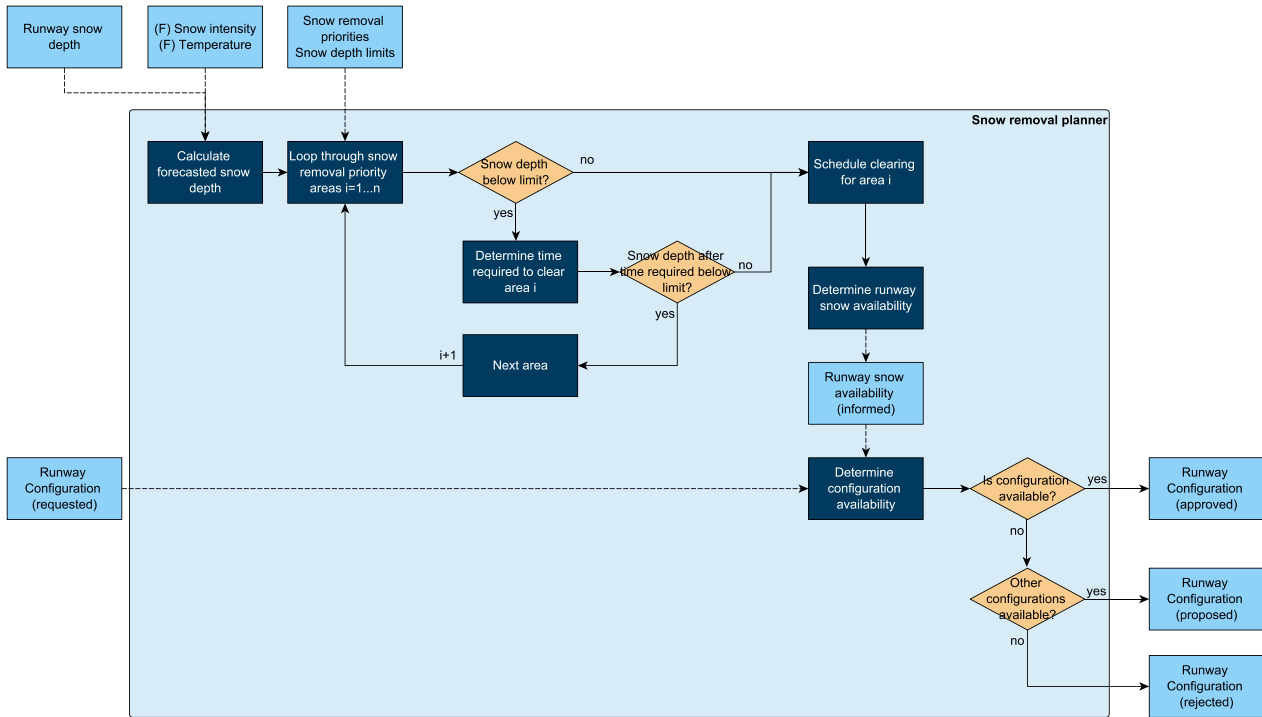 Runway snow
depth
(F) Snow intensity
(F) Temperature
Snow removal
priorities
Snow depth limits
Snow removal planner
Calculate
forecasted snow
depth
Loop through snow
removal priority
areas i=1...n
Snow depth
below limit?
no
Schedule clearing
for area i
yes
Determine time
required to clear
area i
Snow depth after
time required below
limit?
no
Determine runway
snow availability
yes
i+1
Next area
Runway snow
availability
(informed)
Runway
Configuration
(requested)
Determine
configuration
availability
Is configuration
available?
yes
Runway
Configuration
(approved)
no
Other
configurations
available?
yes
Runway
Configuration
(proposed)
no
Runway
Configuration
(rejected)